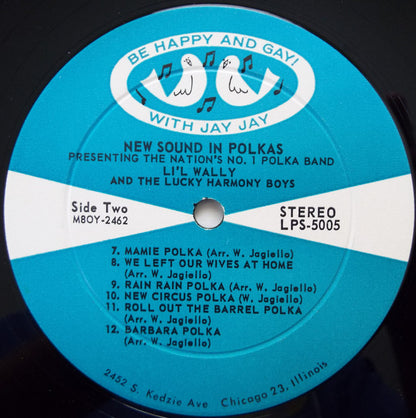 BE HAPPY AND GAY!
WITH JAY JAY
NEW SOUND IN POLKAS
PRESENTING THE NATION'S NO. 1 POLKA BAND
LI'L WALLY
AND THE LUCKY HARMONY BOYS
Side Two
M8OY-2462
STEREO
LPS-5005
7. MAMIE POLKA (Arr. W. Jagiello)
8. WE LEFT OUR WIVES AT HOME
(Arr. W. Jagiello)
9. RAIN RAIN POLKA (Arr. W. Jagiello)
10. NEW CIRCUS POLKA (W. Jagiello)
11. ROLL OUT THE BARREL POLKA
(Arr. W. Jagiello)
12. BARBARA POLKA
(Arr. W. Jagiello)
2452 S. Kedzie Ave Chicago 23, Illinois